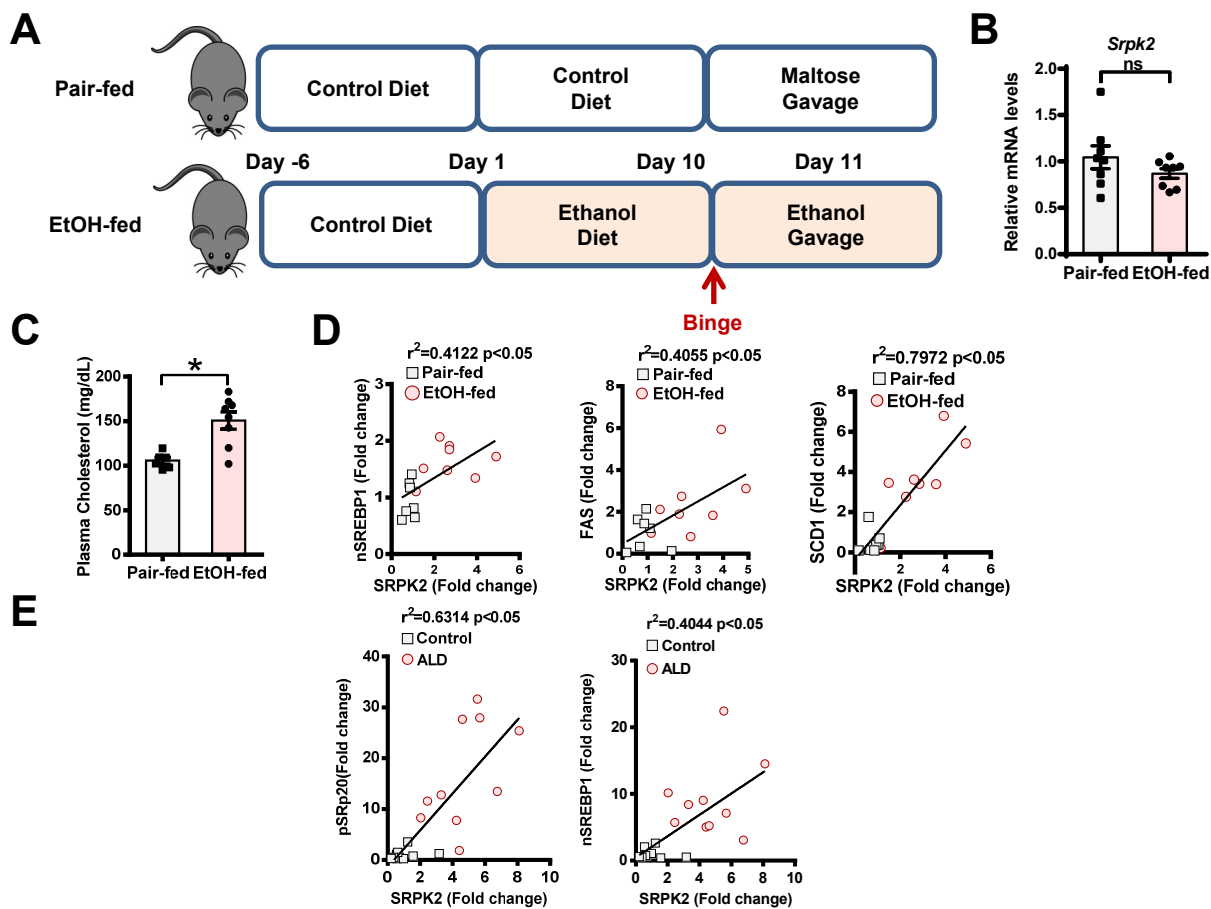 A
Pair-fed
Control Diet
Control
Diet
Maltose
Gavage
Day -6
Day 1
Day 10
Day 11
EtOH-fed
Control Diet
Ethanol
Diet
Ethanol
Gavage
Binge
B
Srpk2
ns
Relative mRNA levels
2.0
1.5
1.0
0.5
0.0
Pair-fed EtOH-fed
C
*
Plasma Cholesterol (mg/dL)
200
150
100
50
0
Pair-fed EtOH-fed
D
r2=0.4122 p<0.05
Pair-fed
EtOH-fed
nSREBP1 (Fold change)
3
2
1
0
0 2 4 6
SRPK2 (Fold change)
r2=0.4055 p<0.05
Pair-fed
EtOH-fed
FAS (Fold change)
8
6
4
2
0
0 1 2 3 4 5
SRPK2 (Fold change)
r2=0.7972 p<0.05
Pair-fed
EtOH-fed
SCD1 (Fold change)
8
6
4
2
0
0 2 4 6
SRPK2 (Fold change)
E
r2=0.6314 p<0.05
Control
ALD
pSRp20(Fold change)
40
30
20
10
0
0 2 4 6 8 10
SRPK2 (Fold change)
r2=0.4044 p<0.05
Control
ALD
nSREBP1 (Fold change)
30
20
10
0
0 2 4 6 8 10
SRPK2 (Fold change)